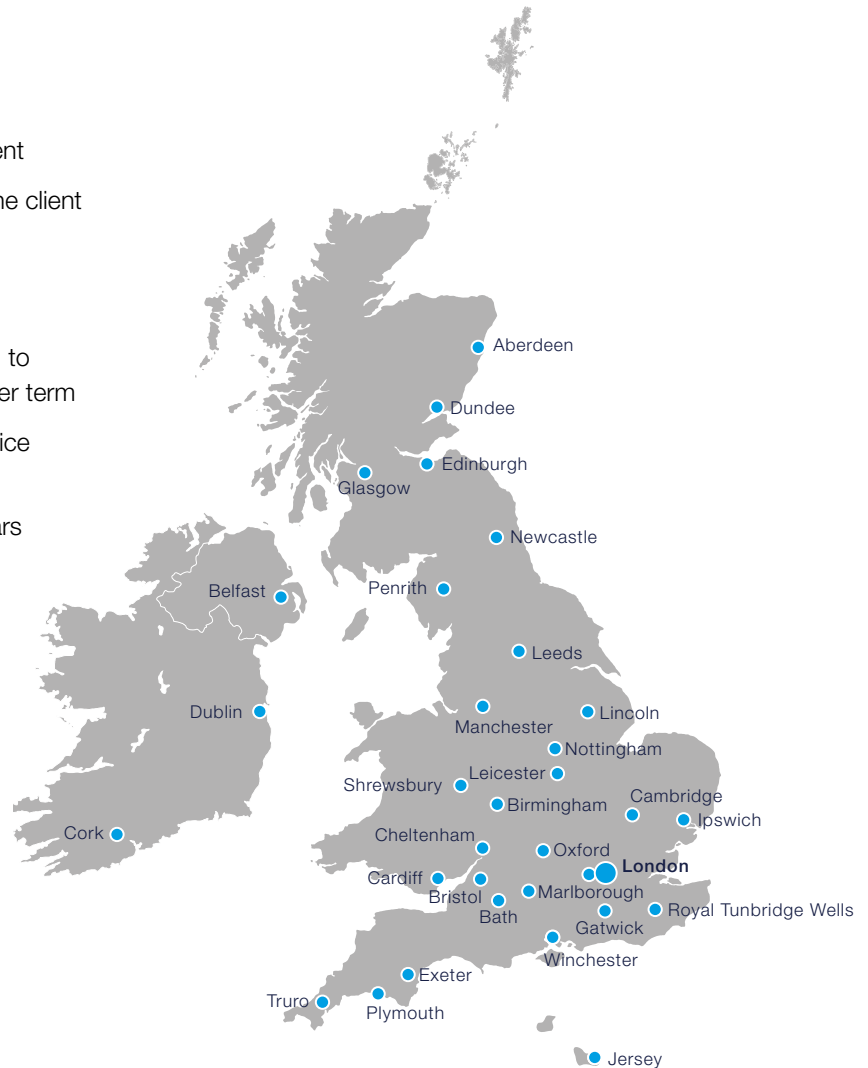 ent
ne client
to
er term
ice
ars
Aberdeen
Dundee
Edinburgh
Glasgow
Newcastle
Penrith
Belfast
Leeds
Dublin
Manchester
Lincoln
Nottingham
Leicester
Shrewsbury
Birmingham
Cambridge
Ipswich
Cork
Cheltenham
Oxford
London
Cardiff
Bristol
Marlborough
Bath
Royal Tunbridge Wells
Gatwick
Winchester
Exeter
Truro
Plymouth
Jersey